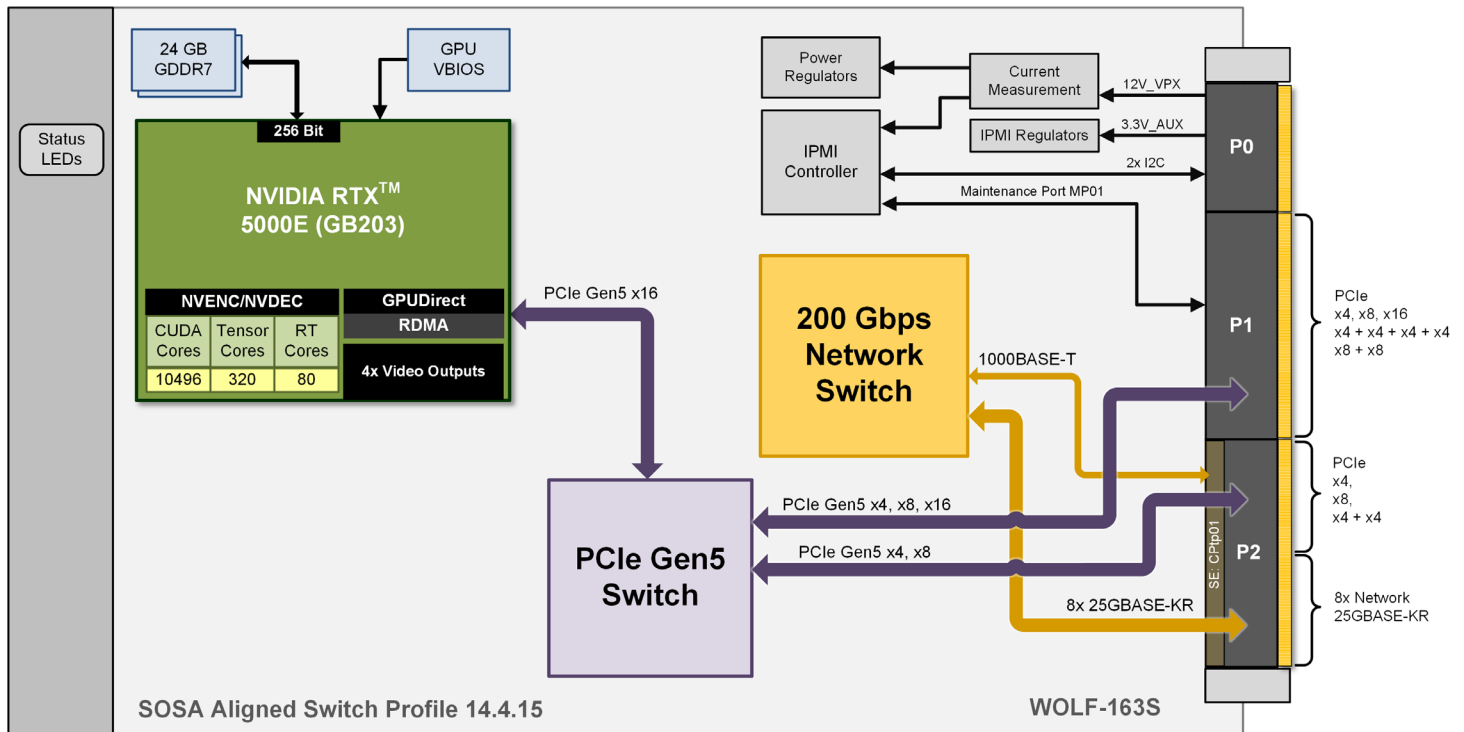 Status
LEDs
24 GB
GDDR7
GPU
VBIOS
256 Bit
NVIDIA RTX™
5000E (GB203)
NVENC/NVDEC
CUDA
Cores
Tensor
Cores
RT
Cores
10496
320
80
GPUDirect
RDMA
4x Video Outputs
PCIe Gen5 x16
Power
Regulators
Current
Measurement
12V_VPX
IPMI Regulators
3.3V_AUX
IPMI
Controller
2x I2C
Maintenance Port MP01
P0
200 Gbps
Network
Switch
1000BASE-T
P1
PCIe
x4, x8, x16
x4 + x4 + x4 + x4
x8 + x8
PCIe Gen5
Switch
PCIe Gen5 x4, x8, x16
PCIe Gen5 x4, x8
8x 25GBASE-KR
SE: CPtp01
P2
PCIe
x4,
x8,
x4 + x4
8x Network
25GBASE-KR
SOSA Aligned Switch Profile 14.4.15
WOLF-163S